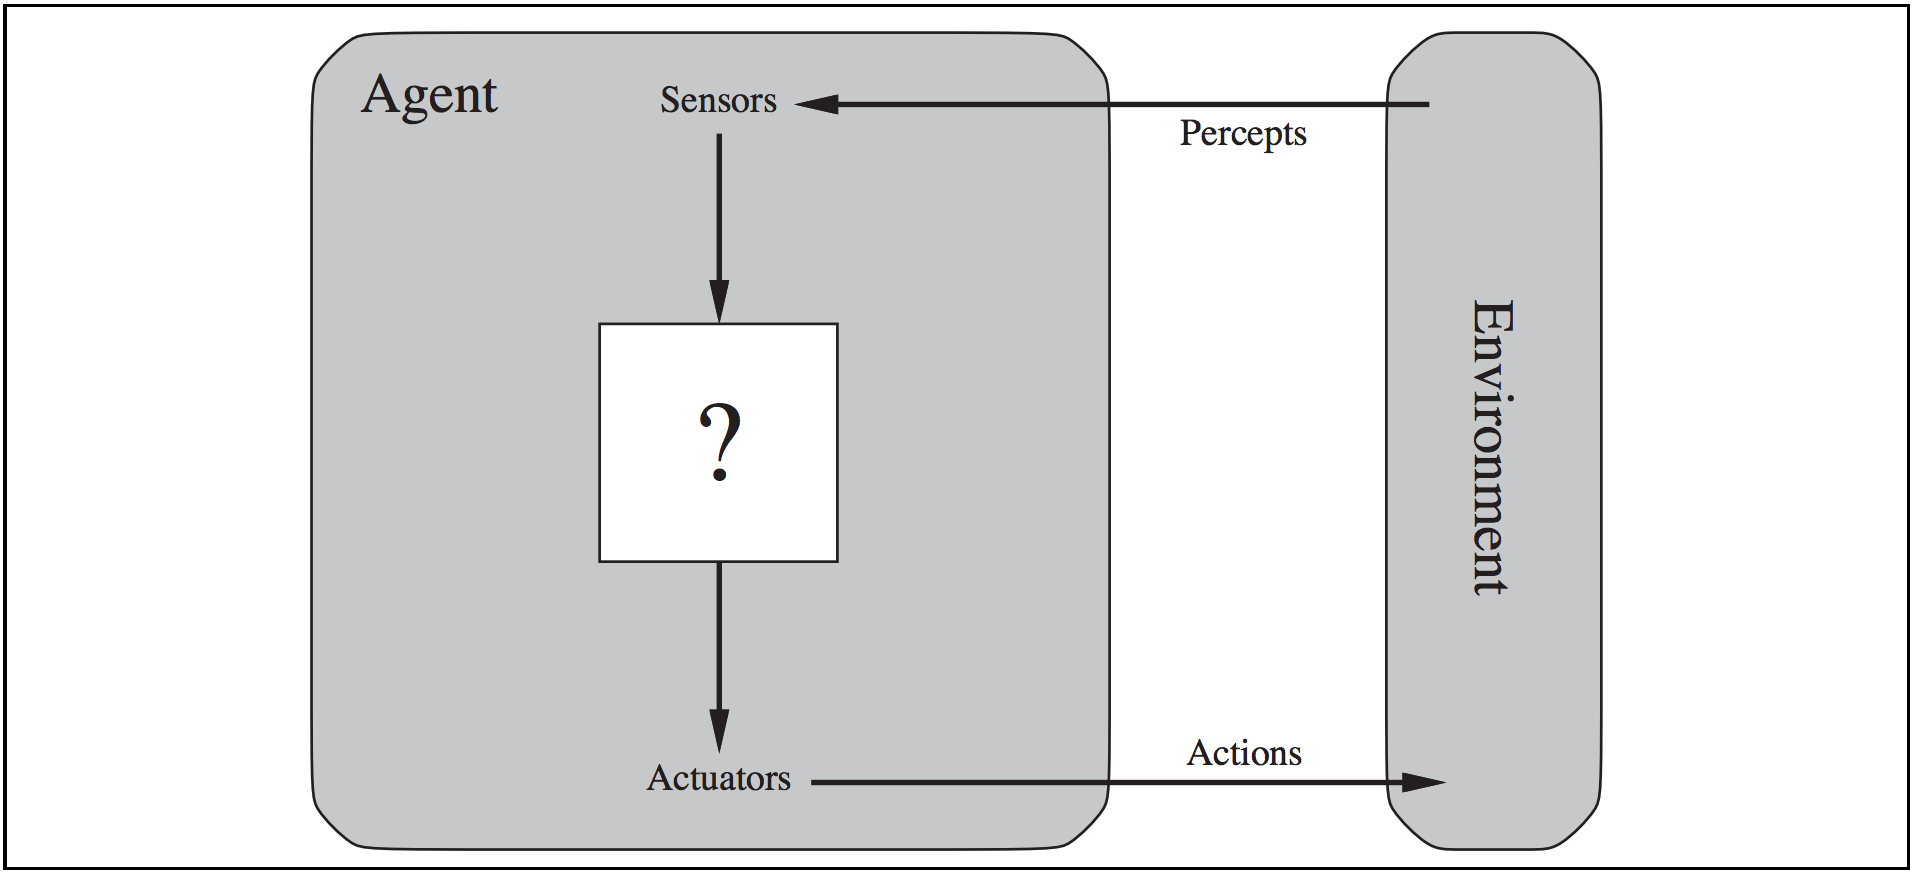 Agent
Sensors
Percepts
?
Environment
Actions
Actuators